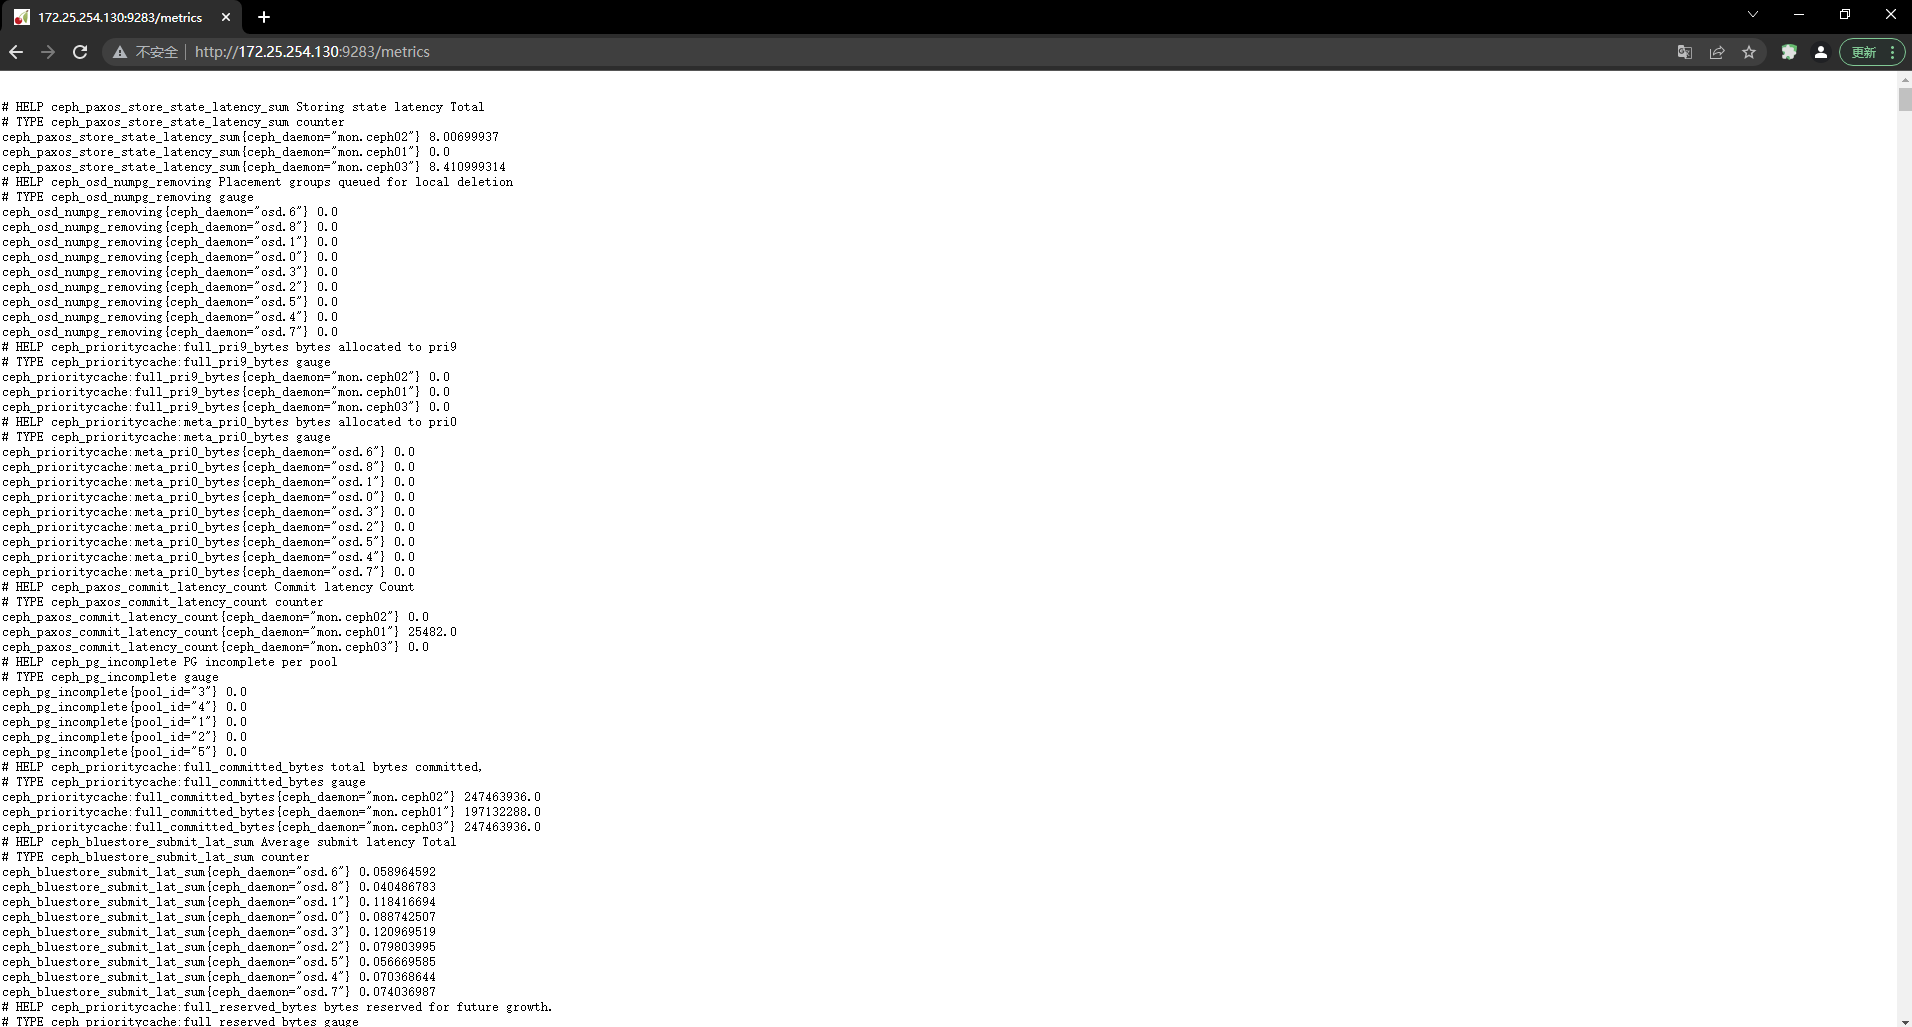 172.25.254.130:9283/metrics
不安全 http://172.25.254.130:9283/metrics
更新
# HELP ceph_paxos_store_state_latency_sum Storing state latency Total
# TYPE ceph_paxos_store_state_latency_sum counter
ceph_paxos_store_state_latency_sum{ceph_daemon="mon.ceph02"} 8.00699937
ceph_paxos_store_state_latency_sum{ceph_daemon="mon.ceph01"} 0.0
ceph_paxos_store_state_latency_sum{ceph_daemon="mon.ceph03"} 8.410999314
# HELP ceph_osd_numpg_removing Placement groups queued for local deletion
# TYPE ceph_osd_numpg_removing gauge
ceph_osd_numpg_removing{ceph_daemon="osd.6"} 0.0
ceph_osd_numpg_removing{ceph_daemon="osd.8"} 0.0
ceph_osd_numpg_removing{ceph_daemon="osd.1"} 0.0
ceph_osd_numpg_removing{ceph_daemon="osd.0"} 0.0
ceph_osd_numpg_removing{ceph_daemon="osd.3"} 0.0
ceph_osd_numpg_removing{ceph_daemon="osd.2"} 0.0
ceph_osd_numpg_removing{ceph_daemon="osd.5"} 0.0
ceph_osd_numpg_removing{ceph_daemon="osd.4"} 0.0
ceph_osd_numpg_removing{ceph_daemon="osd.7"} 0.0
# HELP ceph_prioritycache:full_pri9_bytes bytes allocated to pri9
# TYPE ceph_prioritycache:full_pri9_bytes gauge
ceph_prioritycache:full_pri9_bytes{ceph_daemon="mon.ceph02"} 0.0
ceph_prioritycache:full_pri9_bytes{ceph_daemon="mon.ceph01"} 0.0
ceph_prioritycache:full_pri9_bytes{ceph_daemon="mon.ceph03"} 0.0
# HELP ceph_prioritycache:meta_pri0_bytes bytes allocated to pri0
# TYPE ceph_prioritycache:meta_pri0_bytes gauge
ceph_prioritycache:meta_pri0_bytes{ceph_daemon="osd.6"} 0.0
ceph_prioritycache:meta_pri0_bytes{ceph_daemon="osd.8"} 0.0
ceph_prioritycache:meta_pri0_bytes{ceph_daemon="osd.1"} 0.0
ceph_prioritycache:meta_pri0_bytes{ceph_daemon="osd.0"} 0.0
ceph_prioritycache:meta_pri0_bytes{ceph_daemon="osd.3"} 0.0
ceph_prioritycache:meta_pri0_bytes{ceph_daemon="osd.2"} 0.0
ceph_prioritycache:meta_pri0_bytes{ceph_daemon="osd.5"} 0.0
ceph_prioritycache:meta_pri0_bytes{ceph_daemon="osd.4"} 0.0
ceph_prioritycache:meta_pri0_bytes{ceph_daemon="osd.7"} 0.0
# HELP ceph_paxos_commit_latency_count Commit latency Count
# TYPE ceph_paxos_commit_latency_count counter
ceph_paxos_commit_latency_count{ceph_daemon="mon.ceph02"} 0.0
ceph_paxos_commit_latency_count{ceph_daemon="mon.ceph01"} 25482.0
ceph_paxos_commit_latency_count{ceph_daemon="mon.ceph03"} 0.0
# HELP ceph_pg_incomplete PG incomplete per pool
# TYPE ceph_pg_incomplete gauge
ceph_pg_incomplete{pool_id="3"} 0.0
ceph_pg_incomplete{pool_id="4"} 0.0
ceph_pg_incomplete{pool_id="1"} 0.0
ceph_pg_incomplete{pool_id="2"} 0.0
ceph_pg_incomplete{pool_id="5"} 0.0
# HELP ceph_prioritycache:full_committed_bytes total bytes committed,
# TYPE ceph_prioritycache:full_committed_bytes gauge
ceph_prioritycache:full_committed_bytes{ceph_daemon="mon.ceph02"} 247463936.0
ceph_prioritycache:full_committed_bytes{ceph_daemon="mon.ceph01"} 197132288.0
ceph_prioritycache:full_committed_bytes{ceph_daemon="mon.ceph03"} 247463936.0
# HELP ceph_bluestore_submit_lat_sum Average submit latency Total
# TYPE ceph_bluestore_submit_lat_sum counter
ceph_bluestore_submit_lat_sum{ceph_daemon="osd.6"} 0.058964592
ceph_bluestore_submit_lat_sum{ceph_daemon="osd.8"} 0.040486783
ceph_bluestore_submit_lat_sum{ceph_daemon="osd.1"} 0.118416694
ceph_bluestore_submit_lat_sum{ceph_daemon="osd.0"} 0.088742507
ceph_bluestore_submit_lat_sum{ceph_daemon="osd.3"} 0.120969519
ceph_bluestore_submit_lat_sum{ceph_daemon="osd.2"} 0.079803995
ceph_bluestore_submit_lat_sum{ceph_daemon="osd.5"} 0.056669585
ceph_bluestore_submit_lat_sum{ceph_daemon="osd.4"} 0.070368644
ceph_bluestore_submit_lat_sum{ceph_daemon="osd.7"} 0.074036987
# HELP ceph_prioritycache:full_reserved_bytes bytes reserved for future growth.
# TYPE ceph_prioritycache:full_reserved_bytes gauge